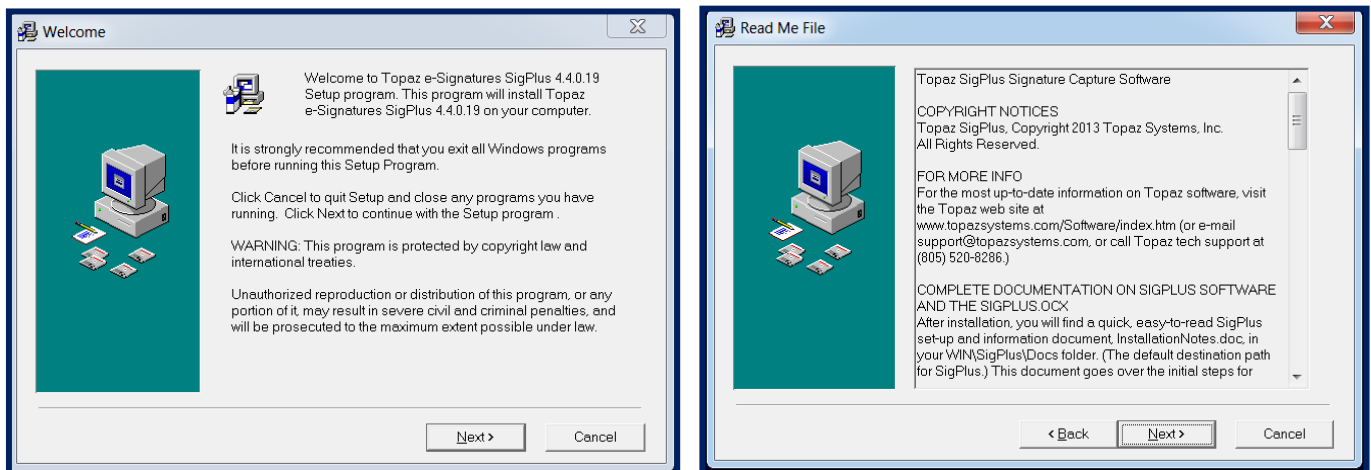 Welcome
Welcome to Topaz e-Signatures SigPlus 4.4.0.19
Setup program. This program will install Topaz
e-Signatures SigPlus 4.4.0.19 on your computer.
It is strongly recommended that you exit all Windows programs
before running this Setup Program.
Click Cancel to quit Setup and close any programs you have
running. Click Next to continue with the Setup program .
WARNING: This program is protected by copyright law and
international treaties.
Unauthorized reproduction or distribution of this program, or any
portion of it, may result in severe civil and criminal penalties, and
will be prosecuted to the maximum extent possible under law.
Next >
Cancel
Read Me File
Topaz SigPlus Signature Capture Software
COPYRIGHT NOTICES
Topaz SigPlus, Copyright 2013 Topaz Systems, Inc.
All Rights Reserved.
FOR MORE INFO
For the most up-to-date information on Topaz software, visit
the Topaz web site at
www.topazsystems.com/Software/index.htm (or e-mail
support@topazsystems.com, or call Topaz tech support at
(805) 520-8286.)
COMPLETE DOCUMENTATION ON SIGPLUS SOFTWARE
AND THE SIGPLUS.OCX
After installation, you will find a quick, easy-to-read SigPlus
set-up and information document, InstallationNotes.doc, in
your WIN\SigPlus\Docs folder. (The default destination path
for SigPlus.) This document goes over the initial steps for
< Back
Next >
Cancel